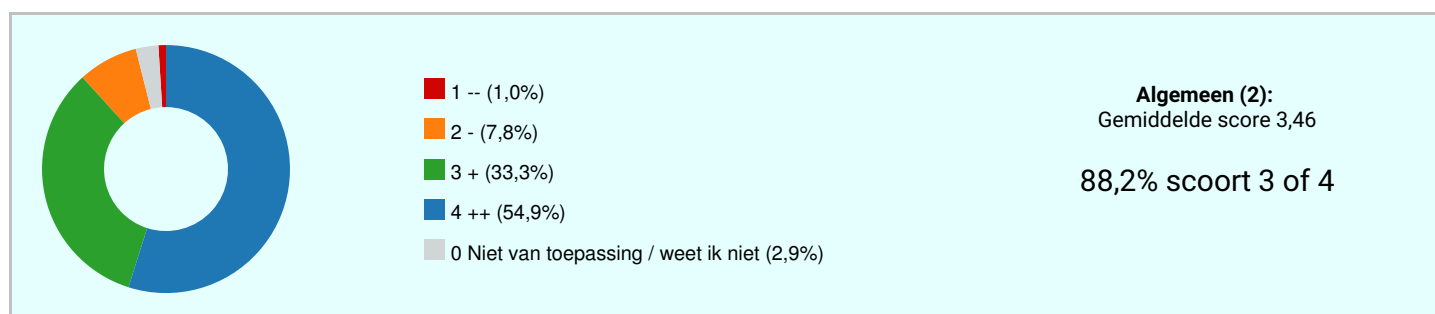 1 -- (1,0%)
2 - (7,8%)
3 + (33,3%)
4 ++ (54,9%)
0 Niet van toepassing / weet ik niet (2,9%)
Algemeen (2):
Gemiddelde score 3,46
88,2% scoort 3 of 4